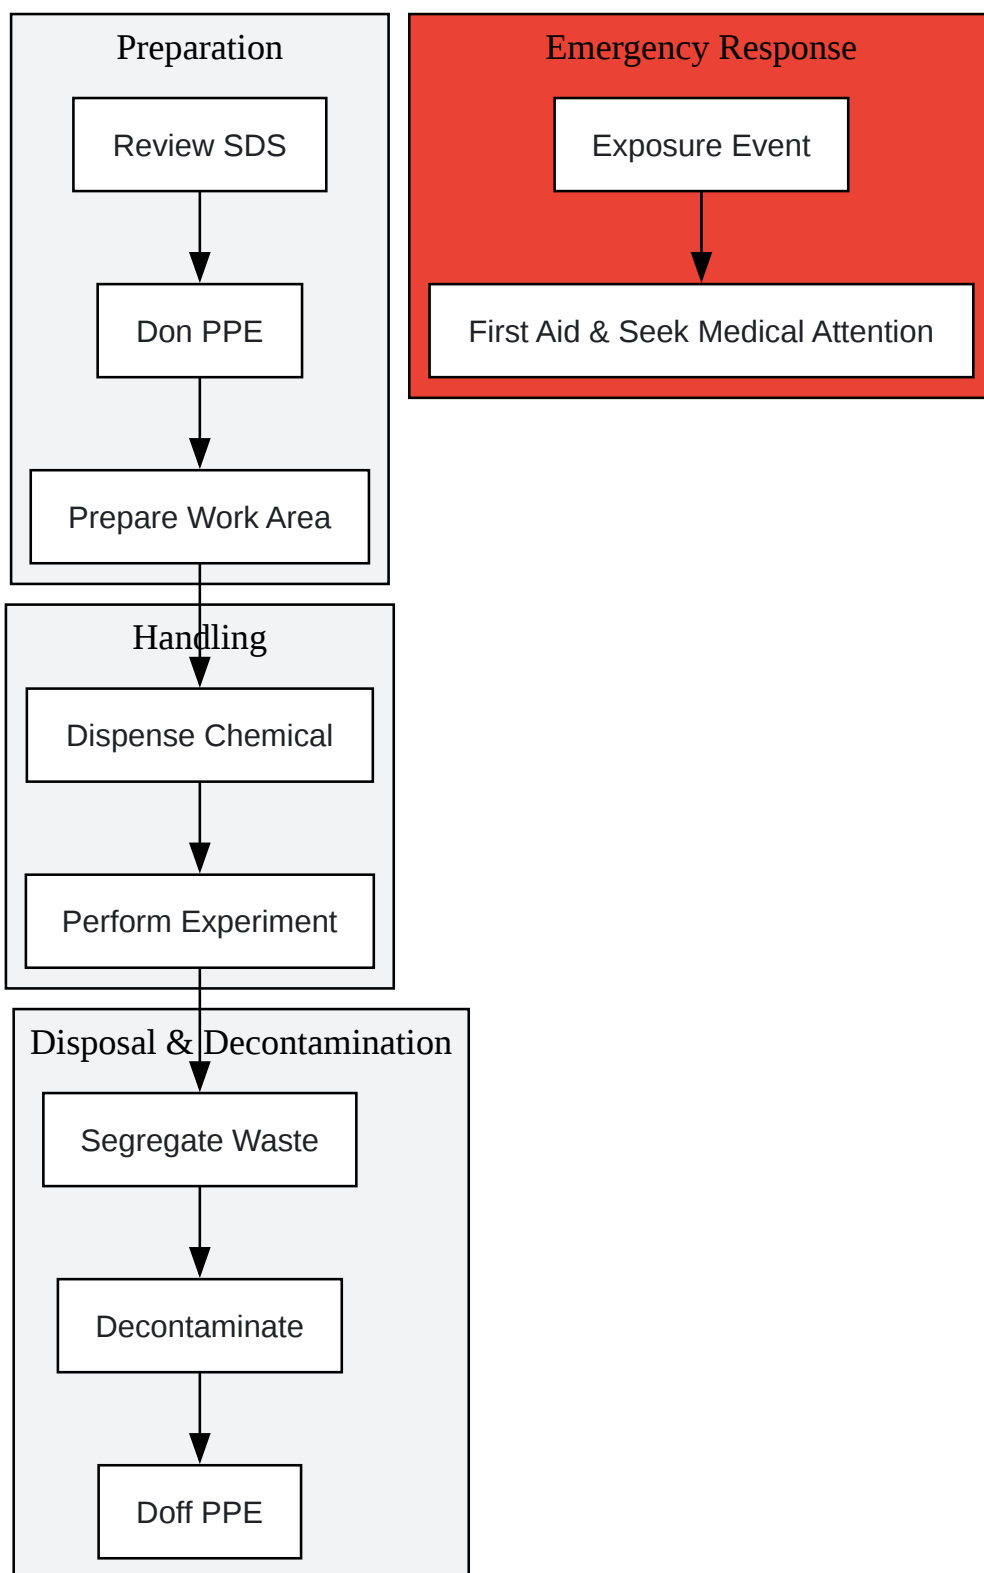 Preparation
Review SDS
Don PPE
Prepare Work Area
Handling
Dispense Chemical
Perform Experiment
Disposal & Decontamination
Segregate Waste
Decontaminate
Doff PPE
Emergency Response
Exposure Event
First Aid & Seek Medical Attention